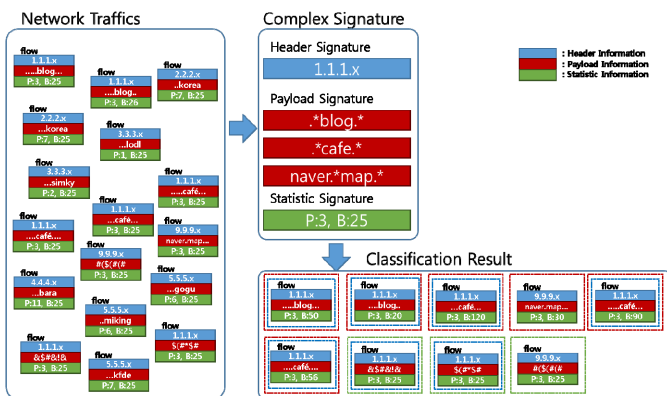 Network Traffics
Complex Signature
: Header Information
: Payload Information
: Statistic Information
flow
1.1.1.x
.....blog...
P:3, B:25
flow
1.1.1.x
....blog..
P:3, B:26
flow
2.2.2.x
..korea
P:7, B:25
flow
2.2.2.x
...korea
P:7, B:25
flow
3.3.3.x
...lodl
P:1, B:25
flow
3.3.3.x
...simky
P:2, B:25
flow
1.1.1.x
.....café...
P:3, B:25
flow
1.1.1.x
...café...
P:3, B:25
flow
1.1.1.x
....café....
P:3, B:25
flow
9.9.9.x
naver.map...
P:3, B:25
flow
9.9.9.x
#($(#(#
P:3, B:25
flow
4.4.4.x
...bara
P:11, B:25
flow
5.5.5.x
...gogu
P:6, B:25
flow
5.5.5.x
..miking
P:6, B:25
flow
1.1.1.x
&$#&!&
P:3, B:25
flow
1.1.1.x
$(#*$#
P:3, B:25
flow
5.5.5.x
...kfde
P:7, B:25
Header Signature
1.1.1.x
Payload Signature
.*blog.*
.*cafe.*
naver.*map.*
Statistic Signature
P:3, B:25
Classification Result
flow
1.1.1.x
.....blog...
P:3, B:50
flow
1.1.1.x
....blog..
P:3, B:20
flow
1.1.1.x
...café...
P:3, B:120
flow
9.9.9.x
naver.map...
P:3, B:30
flow
1.1.1.x
.....café...
P:3, B:90
flow
1.1.1.x
....café....
P:3, B:56
flow
1.1.1.x
&$#&!&
P:3, B:25
flow
1.1.1.x
$(#*$#
P:3, B:25
flow
9.9.9.x
#($(#(#
P:3, B:25